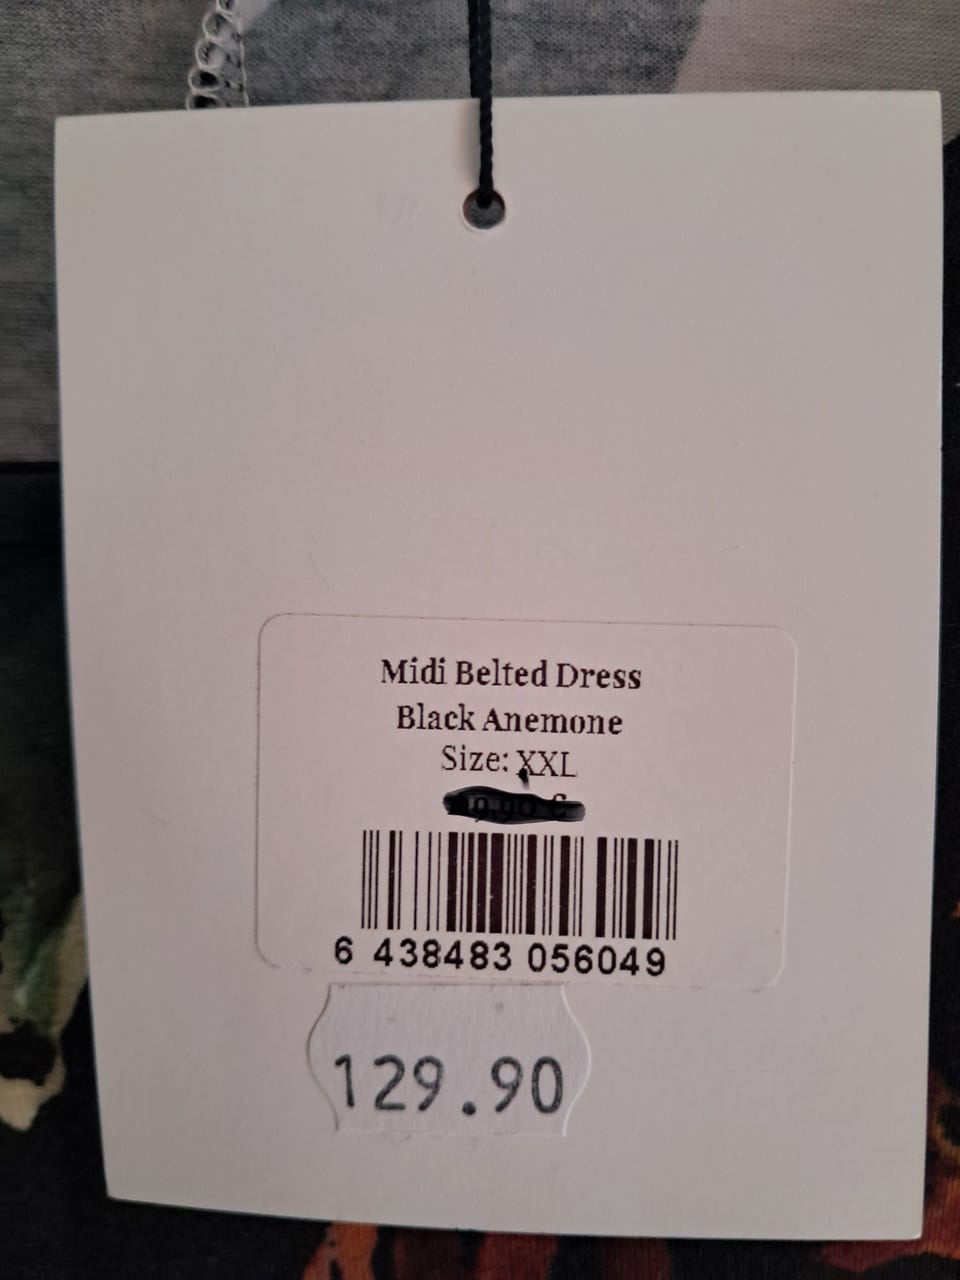 Midi Belted Dress
Black Anemone
Size: XXL
6 438483 056049
129.90